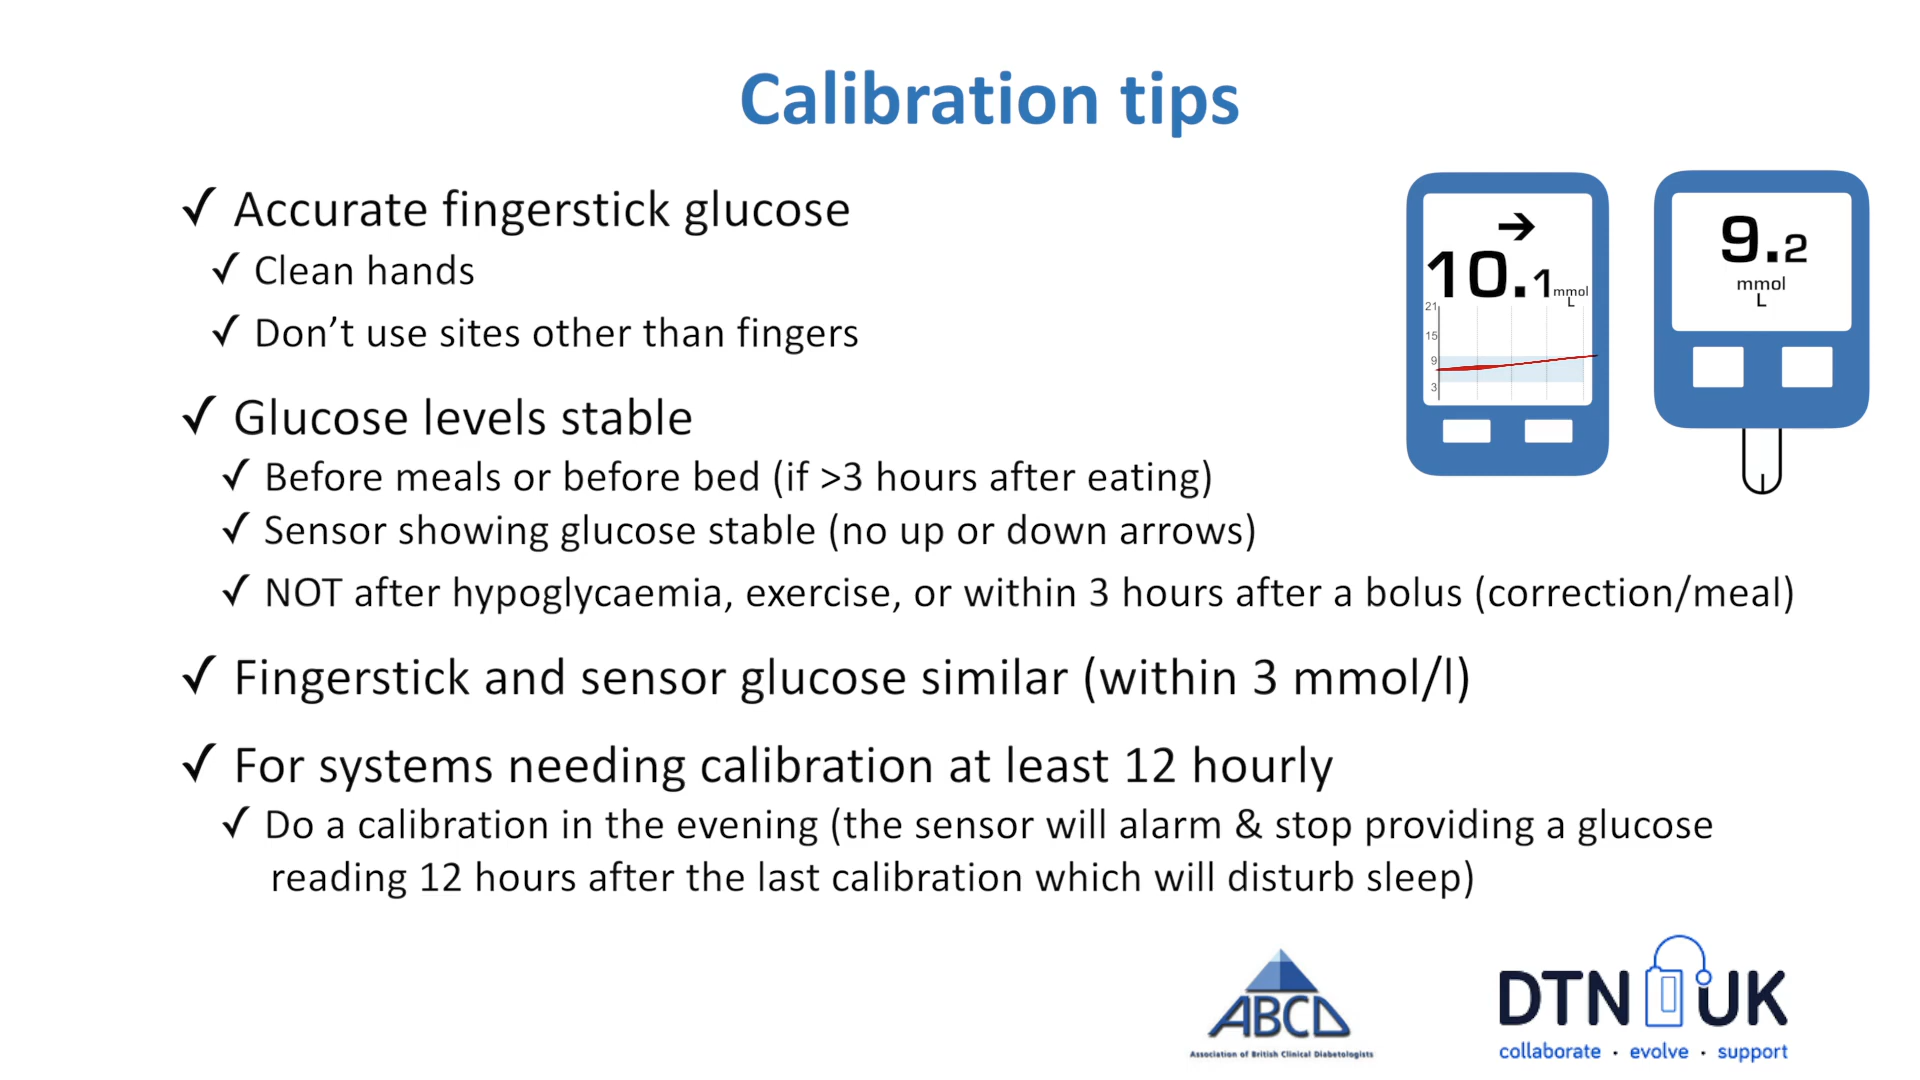 Calibration tips
✓ Accurate fingerstick glucose
✓ Clean hands
✓ Don’t use sites other than fingers
✓ Glucose levels stable
✓ Before meals or before bed (if >3 hours after eating)
✓ Sensor showing glucose stable (no up or down arrows)
✓ NOT after hypoglycaemia, exercise, or within 3 hours after a bolus (correction/meal)
✓ Fingerstick and sensor glucose similar (within 3 mmol/l)
✓ For systems needing calibration at least 12 hourly
✓ Do a calibration in the evening (the sensor will alarm & stop providing a glucose
reading 12 hours after the last calibration which will disturb sleep)
→
10.1 mmol
L
21
15
9
3
9.2
mmol
L
ABCD
Association of British Clinical Diabetologists
DTN UK
collaborate · evolve · support